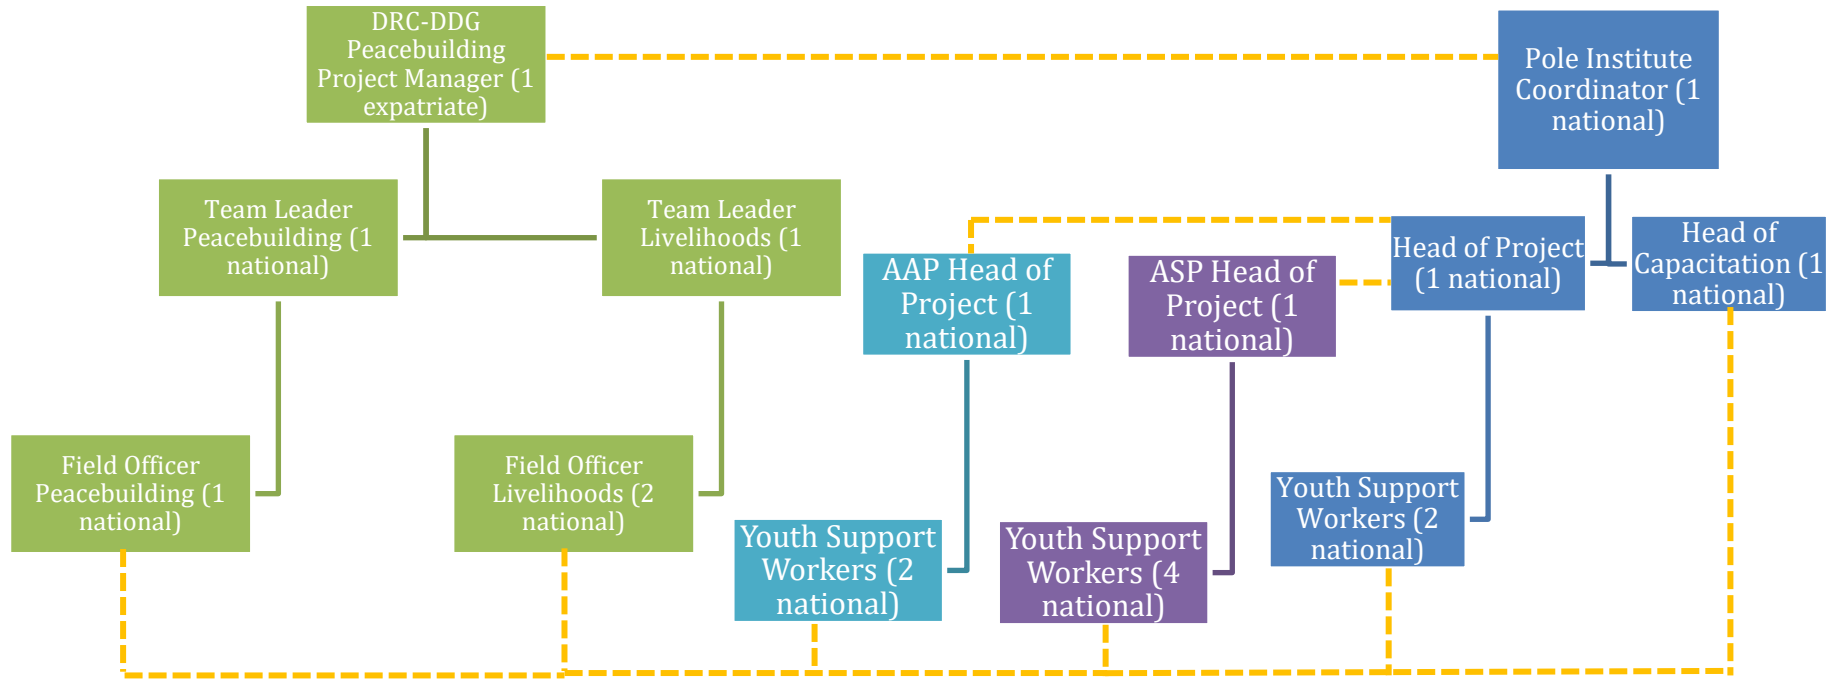 DRC-DDG
Peacebuilding
Project Manager (1
expatriate)
Pole Institute
Coordinator (1
national)
Team Leader
Peacebuilding (1
national)
Team Leader
Livelihoods (1
national)
AAP Head of
Project (1
national)
ASP Head of
Project (1
national)
Head of Project
(1 national)
Head of
Capacitation (1
national)
Field Officer
Peacebuilding (1
national)
Field Officer
Livelihoods (2
national)
Youth Support
Workers (2
national)
Youth Support
Workers (4
national)
Youth Support
Workers (2
national)